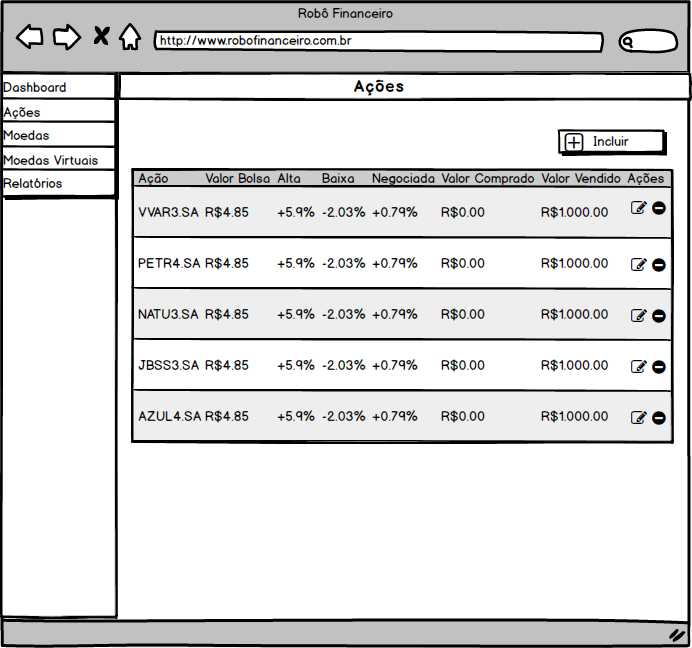 Robô Financeiro
http://www.robofinanceiro.com.br
Dashboard
Ações
Moedas
Moedas Virtuais
Relatórios
Ações
Incluir
Ação Valor Bolsa Alta Baixa Negociada Valor Comprado Valor Vendido Ações
VVAR3.SA R$4.85 +5.9% -2.03% +0.79% R$0.00 R$1.000.00
PETR4.SA R$4.85 +5.9% -2.03% +0.79% R$0.00 R$1.000.00
NATU3.SA R$4.85 +5.9% -2.03% +0.79% R$0.00 R$1.000.00
JBSS3.SA R$4.85 +5.9% -2.03% +0.79% R$0.00 R$1.000.00
AZUL4.SA R$4.85 +5.9% -2.03% +0.79% R$0.00 R$1.000.00